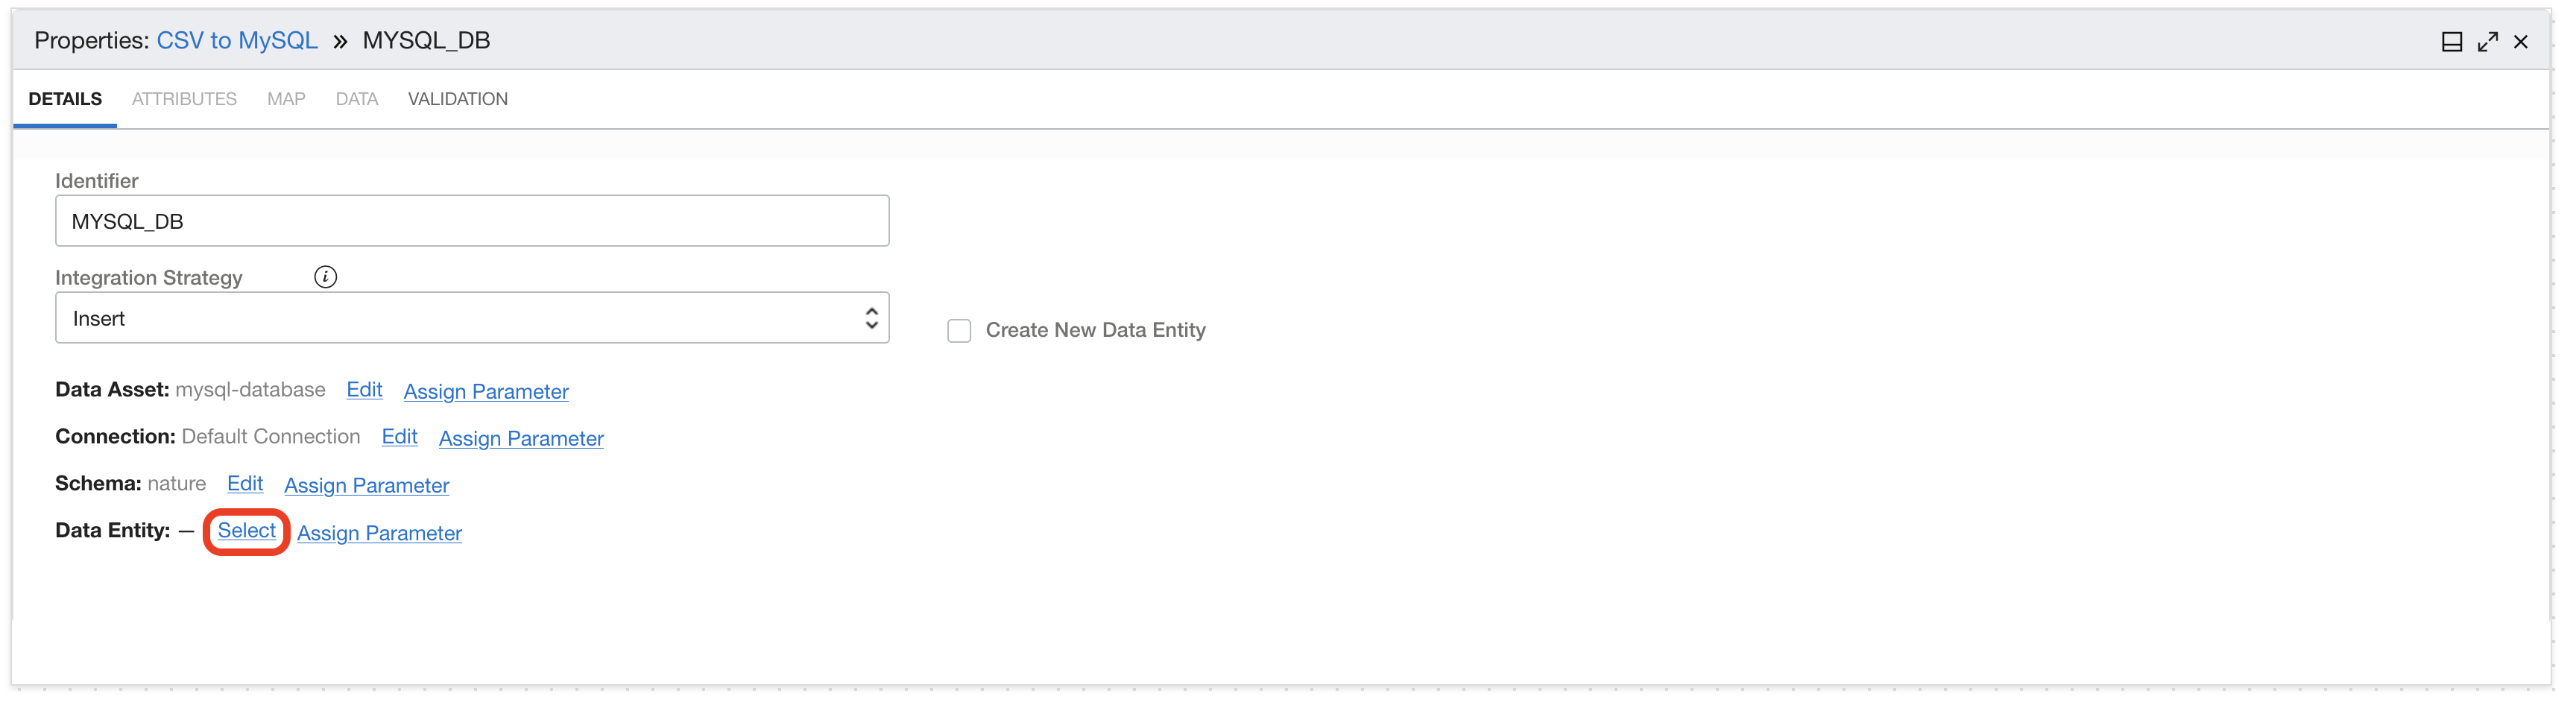 Properties: CSV to MySQL » MYSQL_DB
DETAILS ATTRIBUTES MAP DATA VALIDATION
Identifier
MYSQL_DB
Integration Strategy i
Insert
Create New Data Entity
Data Asset: mysql-database Edit Assign Parameter
Connection: Default Connection Edit Assign Parameter
Schema: nature Edit Assign Parameter
Data Entity: — Select Assign Parameter